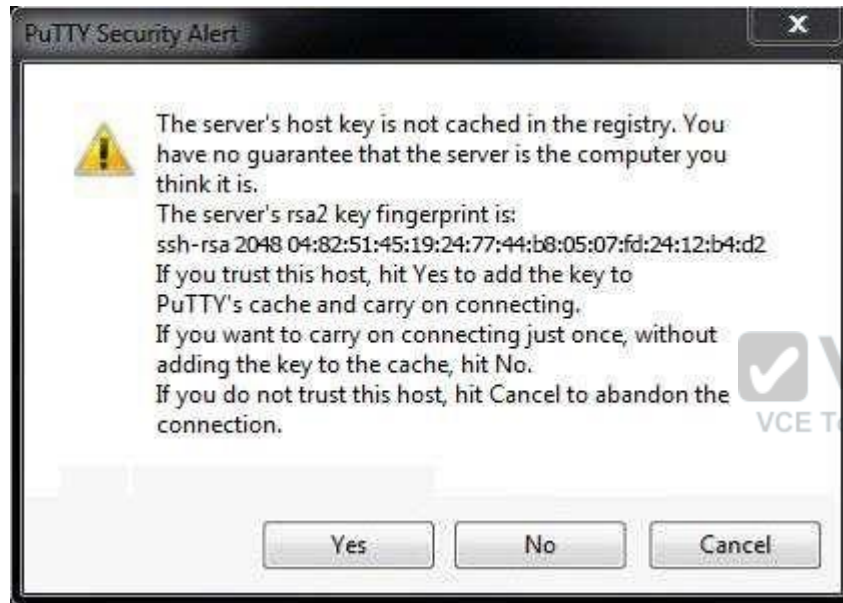 PuTTY Security Alert
The server's host key is not cached in the registry. You
have no guarantee that the server is the computer you
think it is.
The server's rsa2 key fingerprint is:
ssh-rsa 2048 04:82:51:45:19:24:77:44:b8:05:07:fd:24:12:b4:d2
If you trust this host, hit Yes to add the key to
PuTTY's cache and carry on connecting.
If you want to carry on connecting just once, without
adding the key to the cache, hit No.
If you do not trust this host, hit Cancel to abandon the
connection.
VCE
Yes
No
Cancel